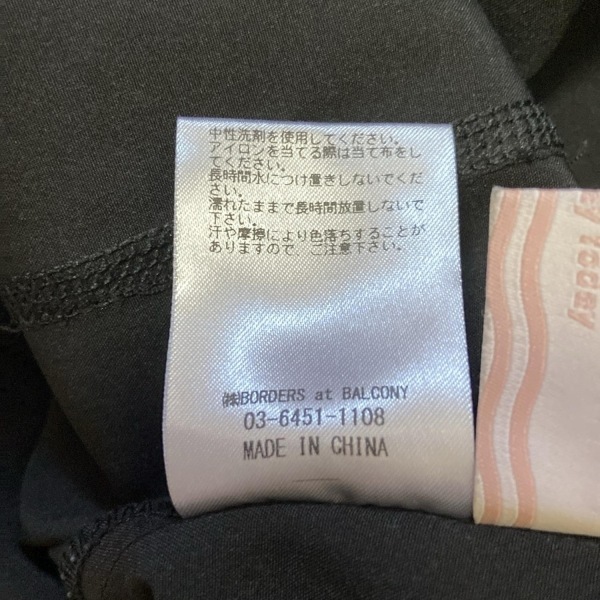 中性洗剤を使用してください。
アイロンを当てる際は当て布をし
てください。
長時間水につけ置きしないでくだ
さい。
濡れたままで長時間放置しないで
下さい。
汗や摩擦により色落ちすることが
ありますので ご注意下さい。
㈱BORDERS at BALCONY
03-6451-1108
MADE IN CHINA